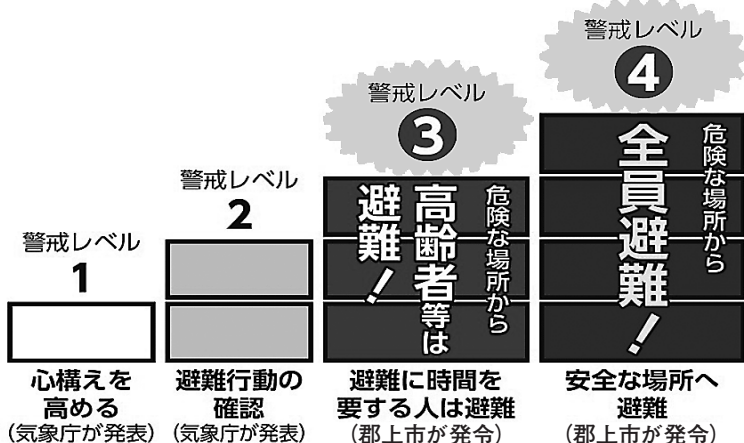 警戒レベル
1
心構えを
高める
(気象庁が発表)
警戒レベル
2
避難行動の
確認
(気象庁が発表)
警戒レベル
3
危険な場所から
高齢者等は
避難!
避難に時間を
要する人は避難
(郡上市が発令)
警戒レベル
4
危険な場所から
全員避難!
安全な場所へ
避難
(郡上市が発令)